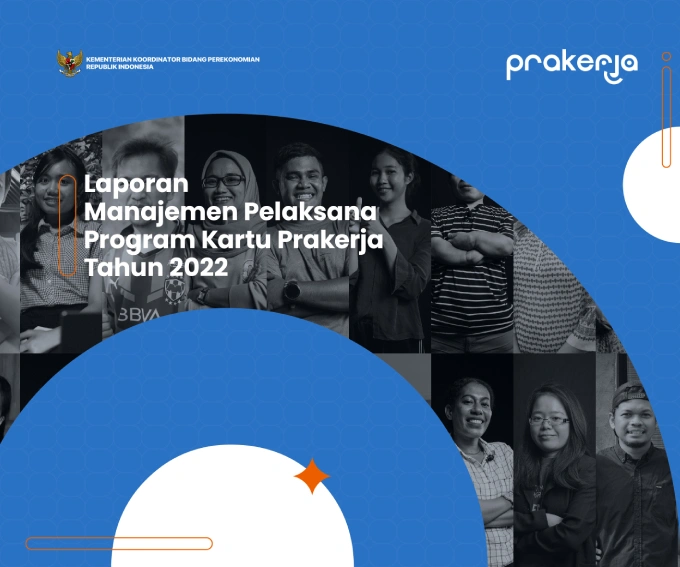 KEMENTERIAN KOORDINATOR BIDANG PEREKONOMIAN
REPUBLIK INDONESIA
prakerja
Laporan
Manajemen Pelaksana
Program Kartu Prakerja
Tahun 2022
BBVA